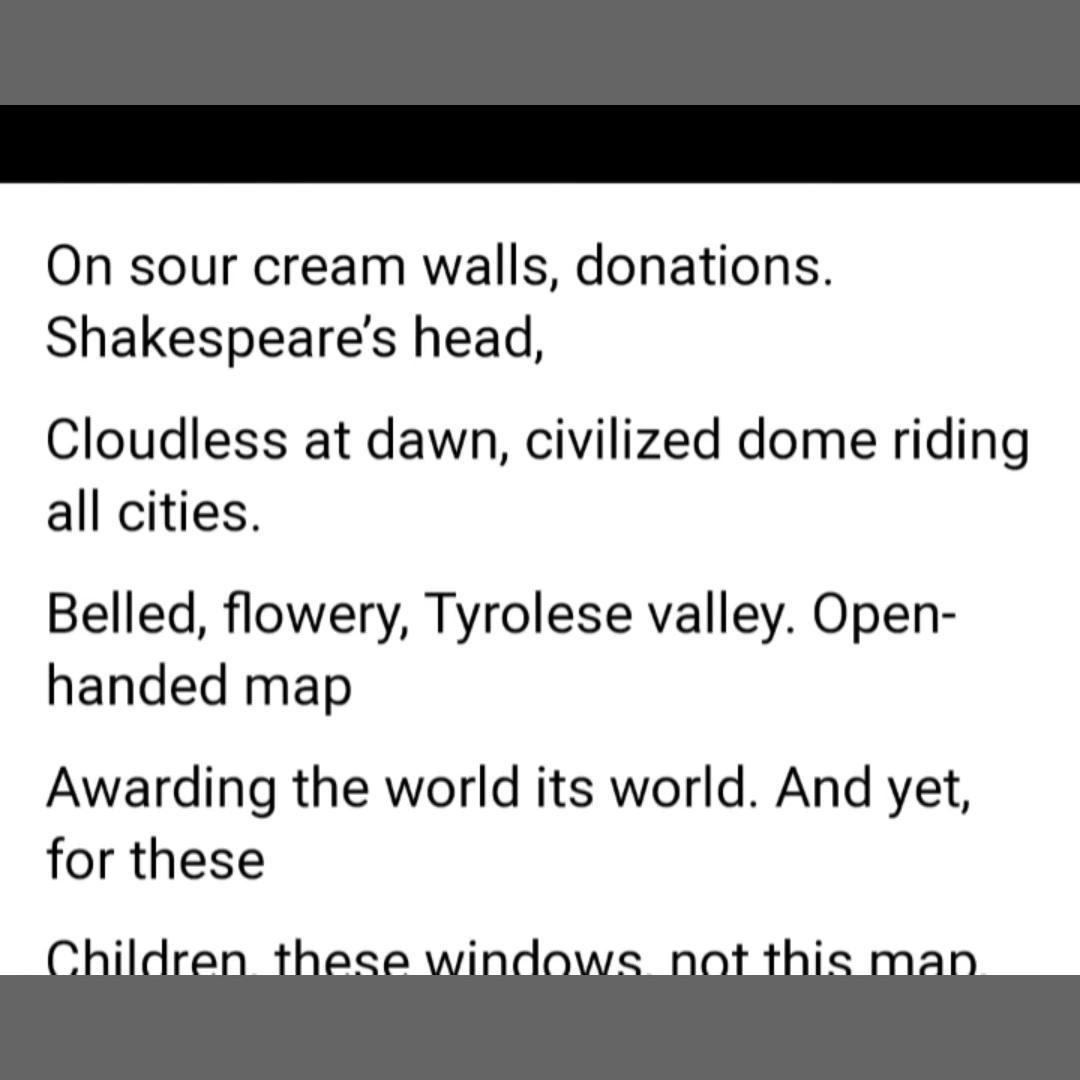 On sour cream walls, donations.
Shakespeare’s head,
Cloudless at dawn, civilized dome riding
all cities.
Belled, flowery, Tyrolese valley. Open-
handed map
Awarding the world its world. And yet,
for these
Children, these windows, not this map,